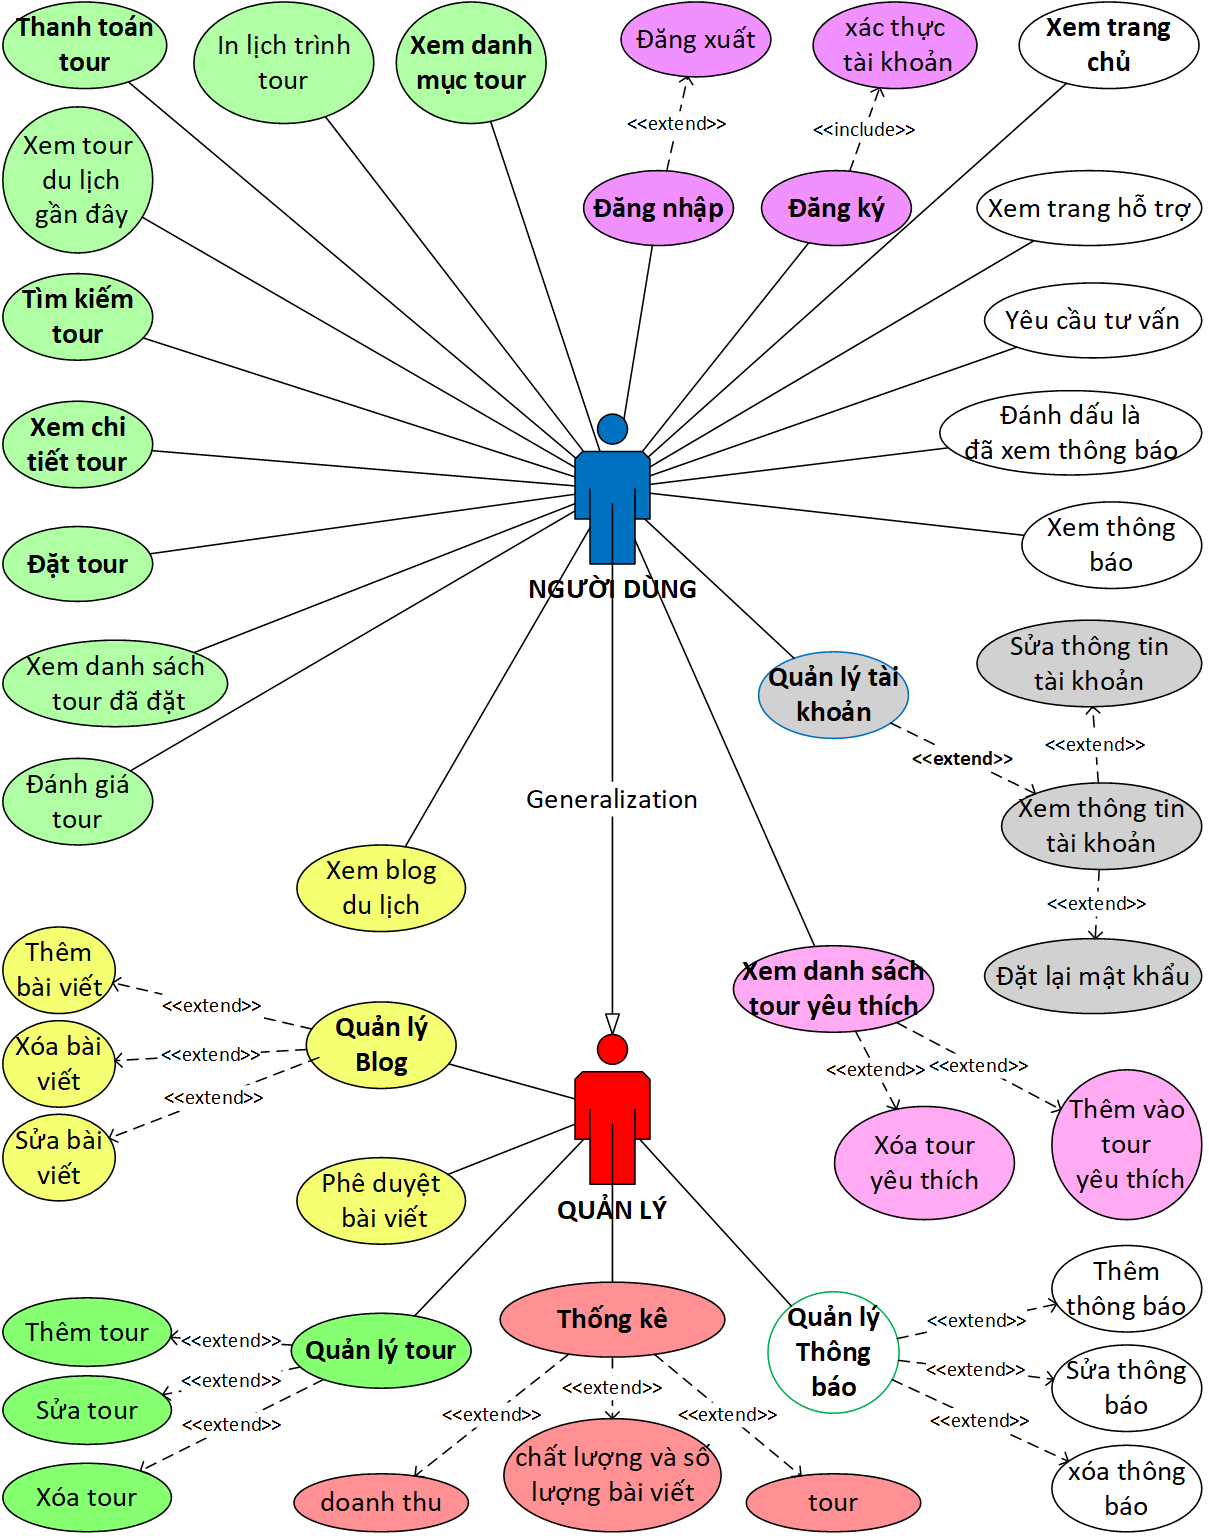 Thanh toán
tour
In lịch trình
tour
Xem danh
mục tour
Đăng xuất
xác thực
tài khoản
Xem trang
chủ
<<extend>>
<<include>>
Xem tour
du lịch
gần đây
Đăng nhập
Đăng ký
Xem trang hỗ trợ
Tìm kiếm
tour
Yêu cầu tư vấn
Xem chi
tiết tour
Đánh dấu là
đã xem thông báo
Đặt tour
Xem thông
báo
NGƯỜI DÙNG
Xem danh sách
tour đã đặt
Quản lý tài
khoản
Sửa thông tin
tài khoản
<<extend>>
<<extend>>
Đánh giá
tour
Generalization
Xem thông tin
tài khoản
Xem blog
du lịch
<<extend>>
Đặt lại mật khẩu
Thêm
bài viết
<<extend>>
Xem danh sách
tour yêu thích
Quản lý
Blog
Xóa bài
viết
<<extend>>
<<extend>>
<<extend>>
<<extend>>
Sửa bài
viết
Xóa tour
yêu thích
Thêm vào
tour
yêu thích
Phê duyệt
bài viết
QUẢN LÝ
Thêm tour
<<extend>>
Quản lý tour
Thống kê
Quản lý
Thông
báo
<<extend>>
Thêm
thông báo
Sửa tour
<<extend>>
<<extend>>
<<extend>>
Sửa thông
báo
<<extend>>
<<extend>>
<<extend>>
<<extend>>
Xóa tour
doanh thu
chất lượng và số
lượng bài viết
tour
xóa thông
báo